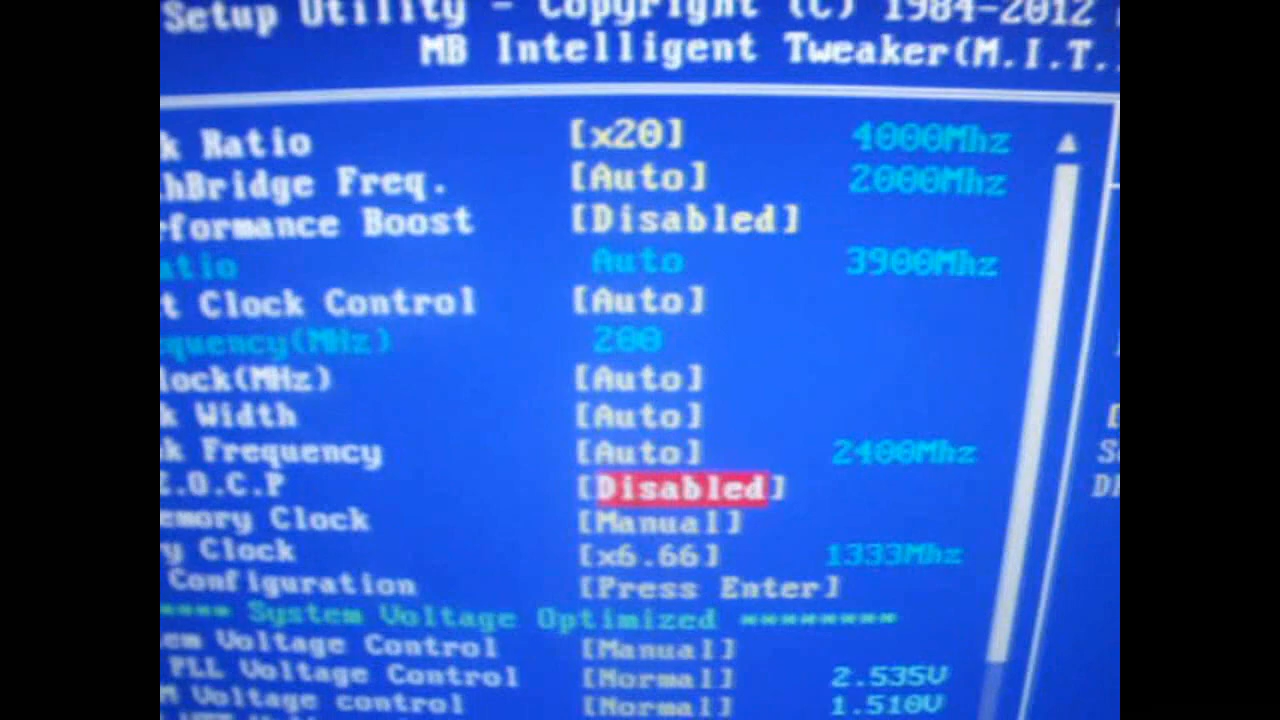 Setup Utility - Copyright (C) 1984-2012
MB Intelligent Tweaker(M.I.T.
k Ratio [x20] 4000Mhz
hBridge Freq. [Auto] 2000Mhz
rformance Boost [Disabled]
atio Auto 3900Mhz
t Clock Control [Auto]
equency(MHz) 200
lock(MHz) [Auto]
k Width [Auto]
k Frequency [Auto] 2400Mhz
.O.C.P [Disabled]
emory Clock [Manual]
y Clock [x6.66] 1333Mhz
Configuration [Press Enter]
**** System Voltage Optimized ********
em Voltage Control [Manual]
PLL Voltage Control [Normal] 2.535V
M Voltage control [Normal] 1.510V